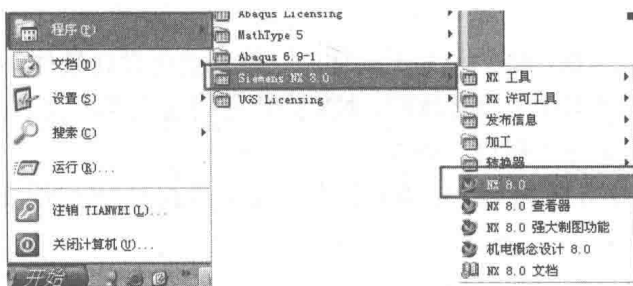 程序(P)
文档(D)
设置(S)
搜索(C)
运行(R)...
注销 TIANWEI(L)...
关闭计算机(U)...
开始
Abaqus Licensing
MathType 5
Abaqus 6.9-1
Siemens NX 8.0
UGS Licensing
NX 工具
NX 许可工具
发布信息
加工
转换器
NX 8.0
NX 8.0 查看器
NX 8.0 强大制图功能
机电概念设计 8.0
NX 8.0 文档